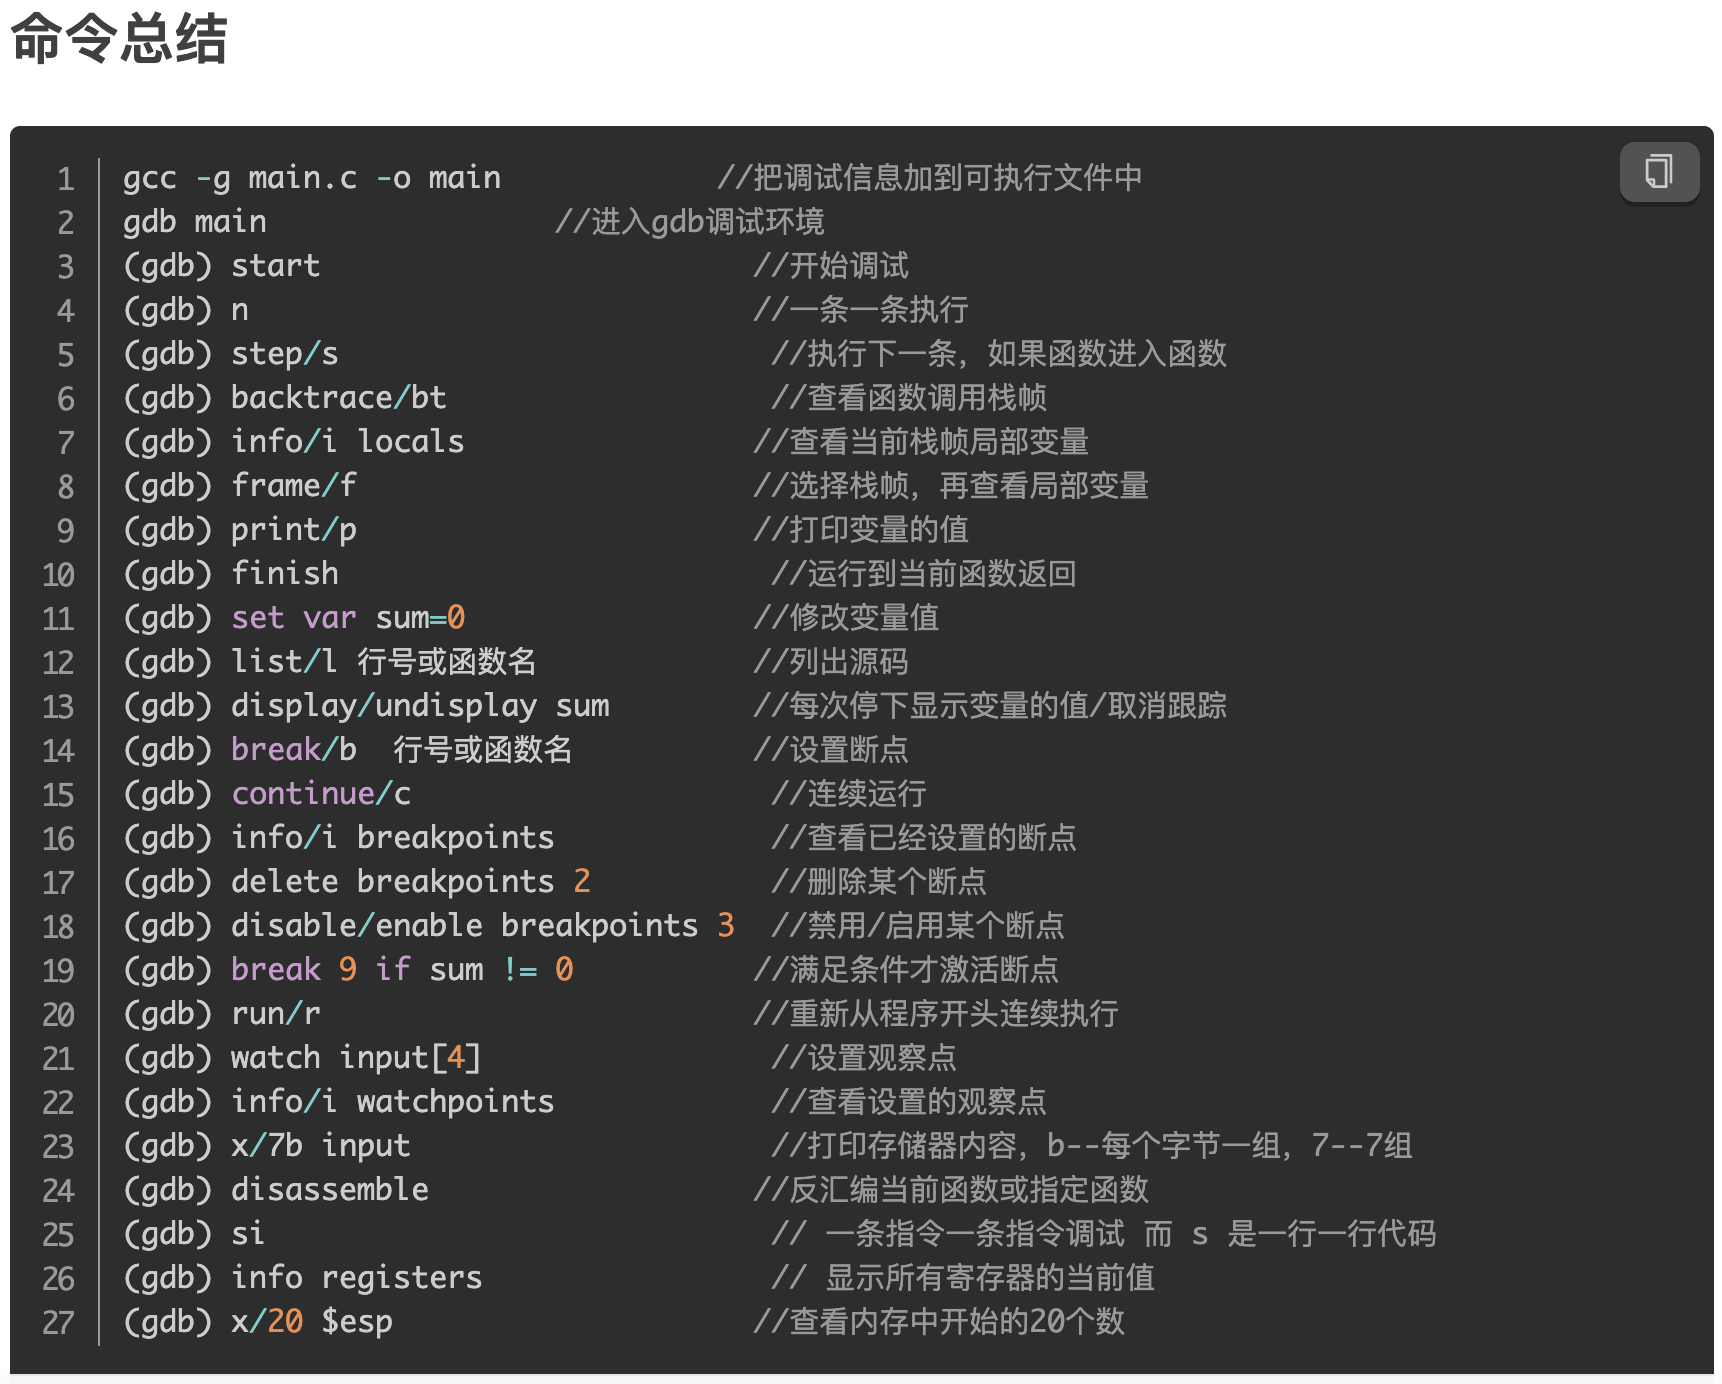 命令总结
1 gcc -g main.c -o main //把调试信息加到可执行文件中
2 gdb main //进入gdb调试环境
3 (gdb) start //开始调试
4 (gdb) n //一条一条执行
5 (gdb) step/s //执行下一条，如果函数进入函数
6 (gdb) backtrace/bt //查看函数调用栈帧
7 (gdb) info/i locals //查看当前栈帧局部变量
8 (gdb) frame/f //选择栈帧，再查看局部变量
9 (gdb) print/p //打印变量的值
10 (gdb) finish //运行到当前函数返回
11 (gdb) set var sum=0 //修改变量值
12 (gdb) list/l 行号或函数名 //列出源码
13 (gdb) display/undisplay sum //每次停下显示变量的值/取消跟踪
14 (gdb) break/b 行号或函数名 //设置断点
15 (gdb) continue/c //连续运行
16 (gdb) info/i breakpoints //查看已经设置的断点
17 (gdb) delete breakpoints 2 //删除某个断点
18 (gdb) disable/enable breakpoints 3 //禁用/启用某个断点
19 (gdb) break 9 if sum != 0 //满足条件才激活断点
20 (gdb) run/r //重新从程序开头连续执行
21 (gdb) watch input[4] //设置观察点
22 (gdb) info/i watchpoints //查看设置的观察点
23 (gdb) x/7b input //打印存储器内容，b--每个字节一组，7--7组
24 (gdb) disassemble //反汇编当前函数或指定函数
25 (gdb) si // 一条指令一条指令调试 而 s 是一行一行代码
26 (gdb) info registers // 显示所有寄存器的当前值
27 (gdb) x/20 $esp //查看内存中开始的20个数